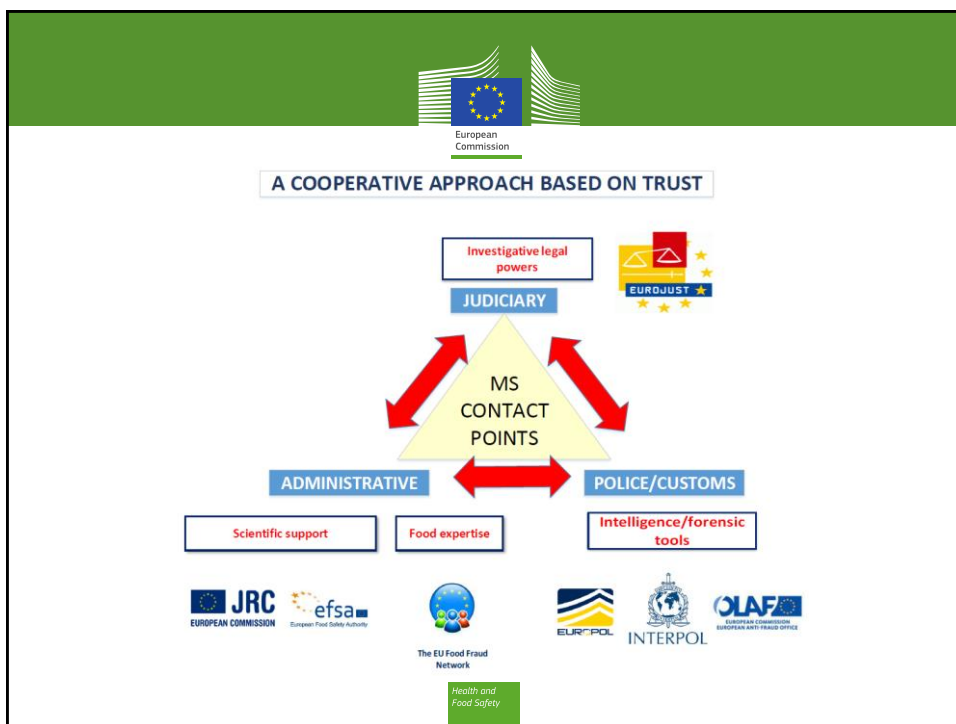 European
Commission
A COOPERATIVE APPROACH BASED ON TRUST
Investigative legal
powers
EUROJUST
JUDICIARY
MS
CONTACT
POINTS
ADMINISTRATIVE
POLICE/CUSTOMS
Scientific support
Food expertise
Intelligence/forensic
tools
JRC
EUROPEAN COMMISSION
efsa
European Food Safety Authority
The EU Food Fraud
Network
EUROPOL
INTERPOL
OLAF
EUROPEAN COMMISSION
EUROPEAN ANTI-FRAUD OFFICE
Health and
Food Safety